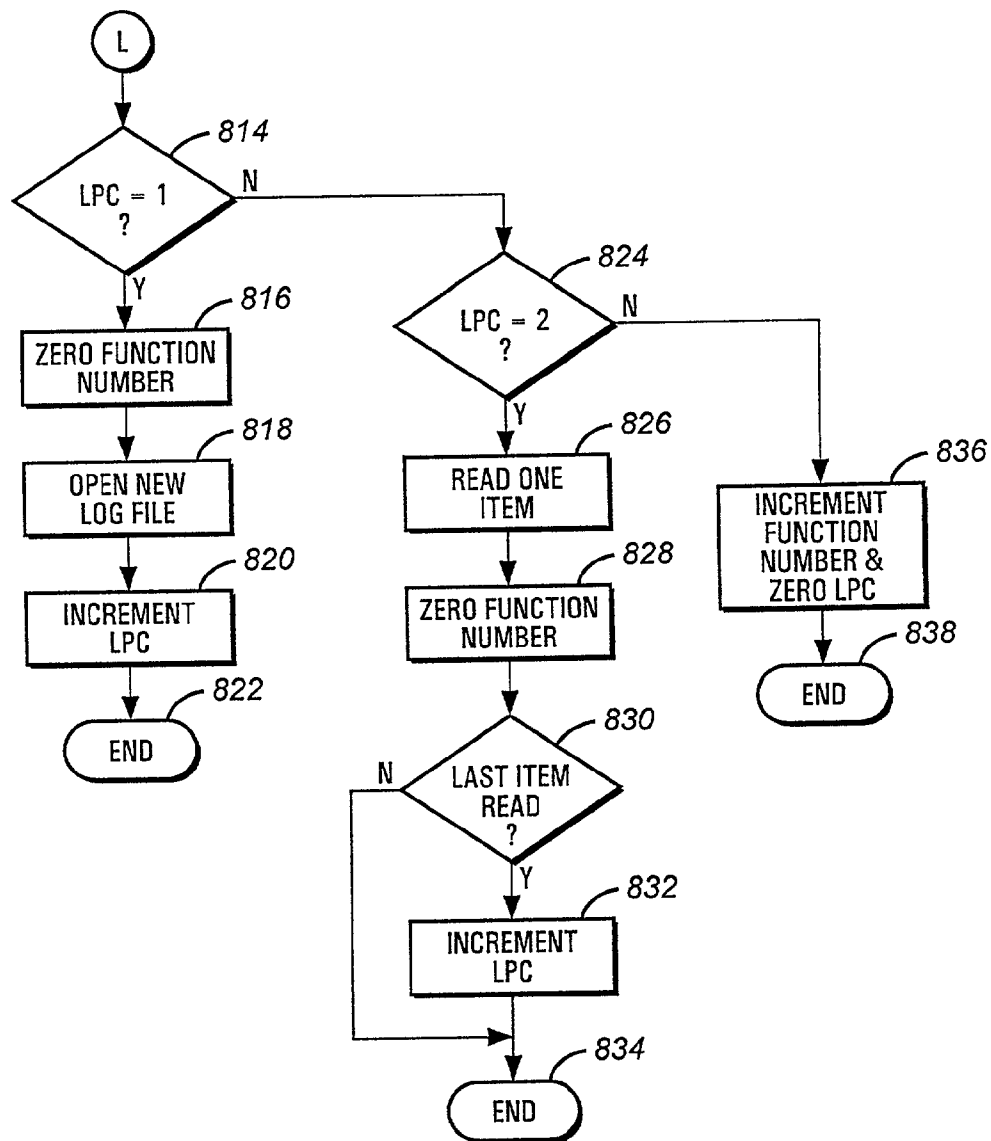 L
814
LPC = 1
?
N
Y
816
ZERO FUNCTION
NUMBER
818
OPEN NEW
LOG FILE
820
INCREMENT
LPC
822
END
824
LPC = 2
?
N
Y
826
READ ONE
ITEM
828
ZERO FUNCTION
NUMBER
830
LAST ITEM
READ
?
N
Y
832
INCREMENT
LPC
834
END
836
INCREMENT
FUNCTION
NUMBER &
ZERO LPC
838
END